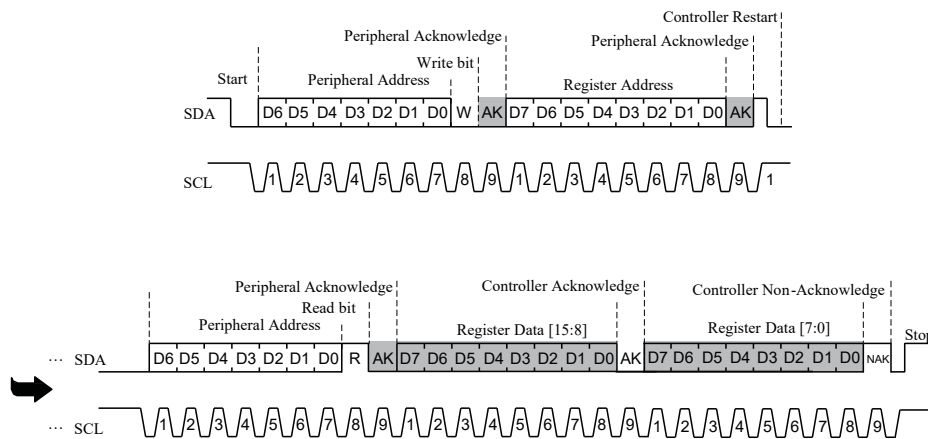 Controller Restart
Peripheral Acknowledge Peripheral Acknowledge
Write bit
Start Peripheral Address Register Address
SDA D6 D5 D4 D3 D2 D1 D0 W AK D7 D6 D5 D4 D3 D2 D1 D0 AK
SCL 1 2 3 4 5 6 7 8 9 1 2 3 4 5 6 7 8 9 1
Peripheral Acknowledge Controller Acknowledge Controller Non-Acknowledge
Read bit
Peripheral Address Register Data [15:8] Register Data [7:0] Stop
... SDA D6 D5 D4 D3 D2 D1 D0 R AK D7 D6 D5 D4 D3 D2 D1 D0 AK D7 D6 D5 D4 D3 D2 D1 D0 NAK
... SCL 1 2 3 4 5 6 7 8 9 1 2 3 4 5 6 7 8 9 1 2 3 4 5 6 7 8 9